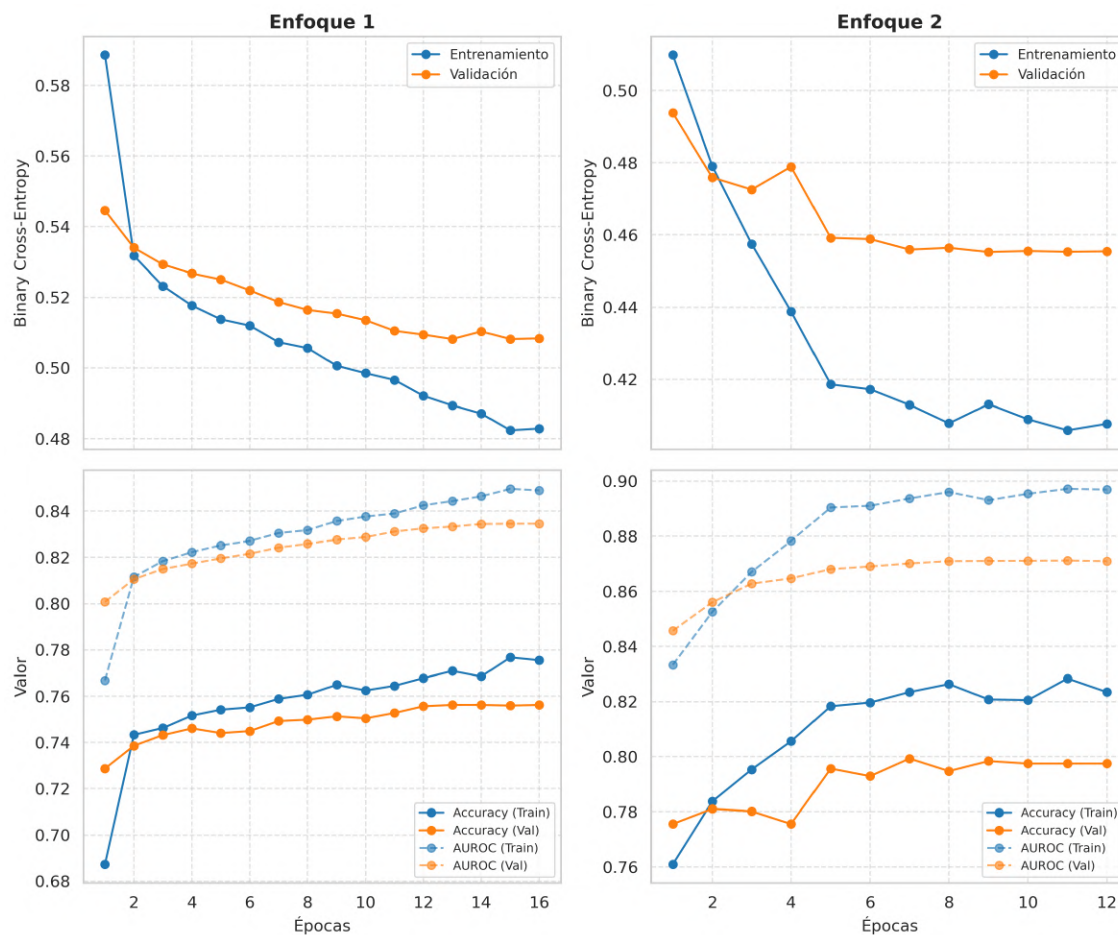 Enfoque 1
Enfoque 2
Entrenamiento
Validación
Entrenamiento
Validación
Binary Cross-Entropy
0.58
0.56
0.54
0.52
0.50
0.48
Binary Cross-Entropy
0.50
0.48
0.46
0.44
0.42
Valor
0.84
0.82
0.80
0.78
0.76
0.74
0.72
0.70
0.68
Accuracy (Train)
Accuracy (Val)
AUROC (Train)
AUROC (Val)
2 4 6 8 10 12 14 16
Épocas
Valor
0.90
0.88
0.86
0.84
0.82
0.80
0.78
0.76
Accuracy (Train)
Accuracy (Val)
AUROC (Train)
AUROC (Val)
2 4 6 8 10 12
Épocas